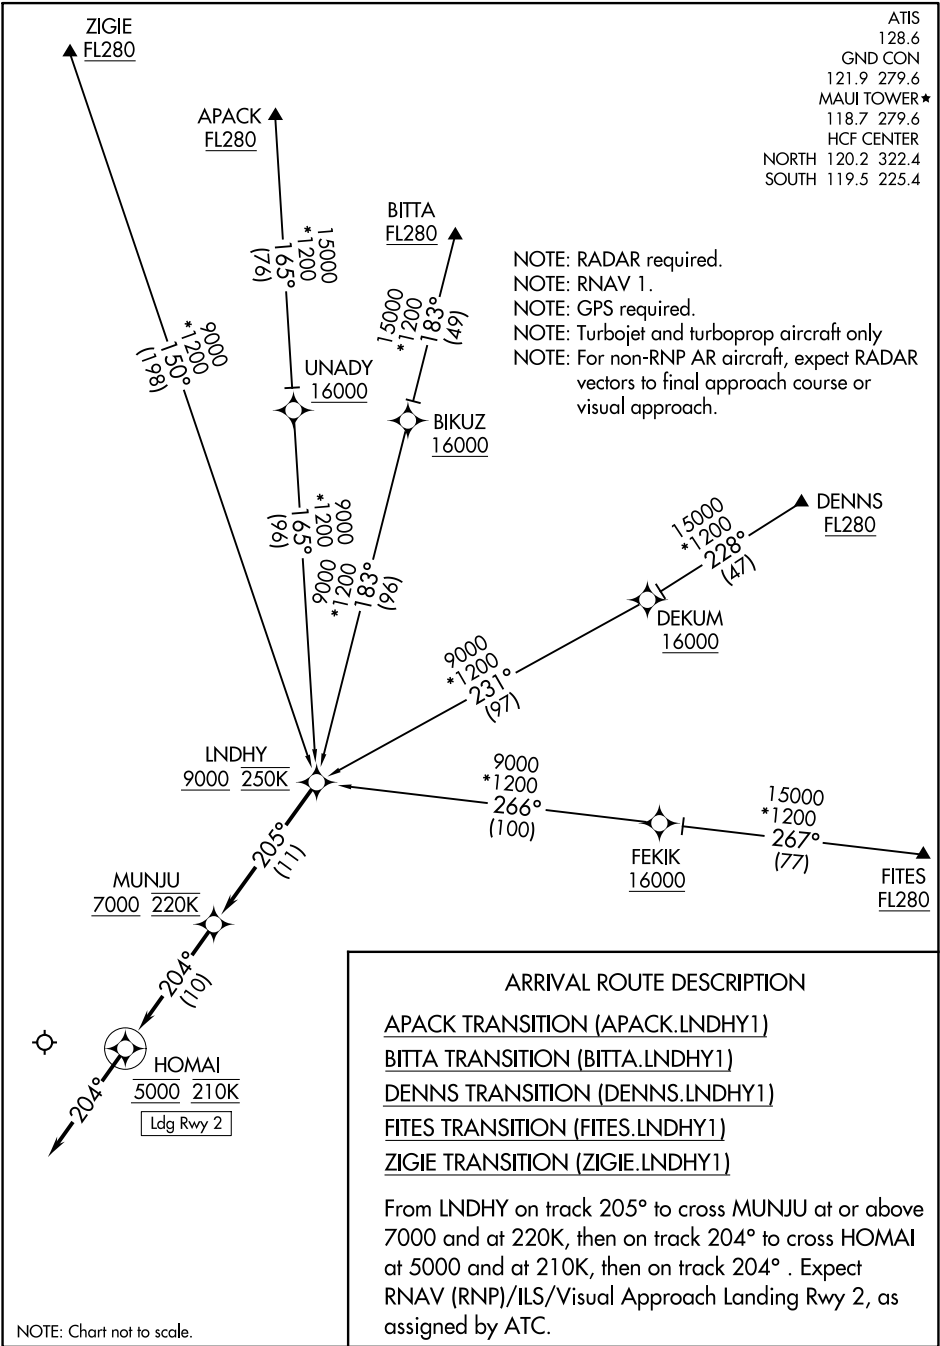 ZIGIE
FL280
ATIS
128.6
GND CON
121.9 279.6
MAUI TOWER★
118.7 279.6
HCF CENTER
NORTH 120.2 322.4
SOUTH 119.5 225.4
APACK
FL280
BITTA
FL280
NOTE: RADAR required.
NOTE: RNAV 1.
NOTE: GPS required.
NOTE: Turbojet and turboprop aircraft only
NOTE: For non-RNP AR aircraft, expect RADAR
vectors to final approach course or
visual approach.
15000
*1200
165°
(76)
15000
*1200
183°
(49)
9000
*1200
150°
(198)
UNADY
16000
BIKUZ
16000
DENNS
FL280
15000
*1200
228°
(47)
9000
*1200
165°
(96)
9000
*1200
183°
(96)
DEKUM
16000
9000
*1200
231°
(97)
LNDHY
9000 250K
9000
*1200
266°
(100)
15000
*1200
267°
(77)
FEKIK
16000
FITES
FL280
205°
(11)
MUNJU
7000 220K
204°
(10)
HOMAI
5000 210K
Ldg Rwy 2
204°
ARRIVAL ROUTE DESCRIPTION
APACK TRANSITION (APACK.LNDHY1)
BITTA TRANSITION (BITTA.LNDHY1)
DENNS TRANSITION (DENNS.LNDHY1)
FITES TRANSITION (FITES.LNDHY1)
ZIGIE TRANSITION (ZIGIE.LNDHY1)
From LNDHY on track 205° to cross MUNJU at or above
7000 and at 220K, then on track 204° to cross HOMAI
at 5000 and at 210K, then on track 204° . Expect
RNAV (RNP)/ILS/Visual Approach Landing Rwy 2, as
assigned by ATC.
NOTE: Chart not to scale.